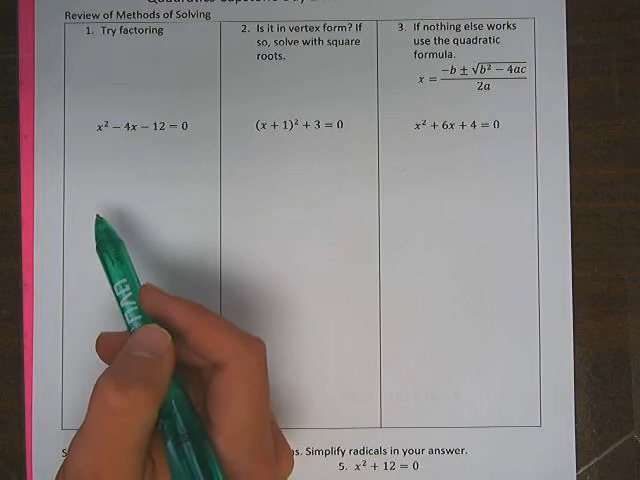 Review of Methods of Solving
1. Try factoring
x² − 4x − 12 = 0
2. Is it in vertex form? If
so, solve with square
roots.
(x + 1)² + 3 = 0
3. If nothing else works
use the quadratic
formula.
x = −b ± √b² − 4ac / 2a
x² + 6x + 4 = 0
Simplify radicals in your answer.
5. x² + 12 = 0